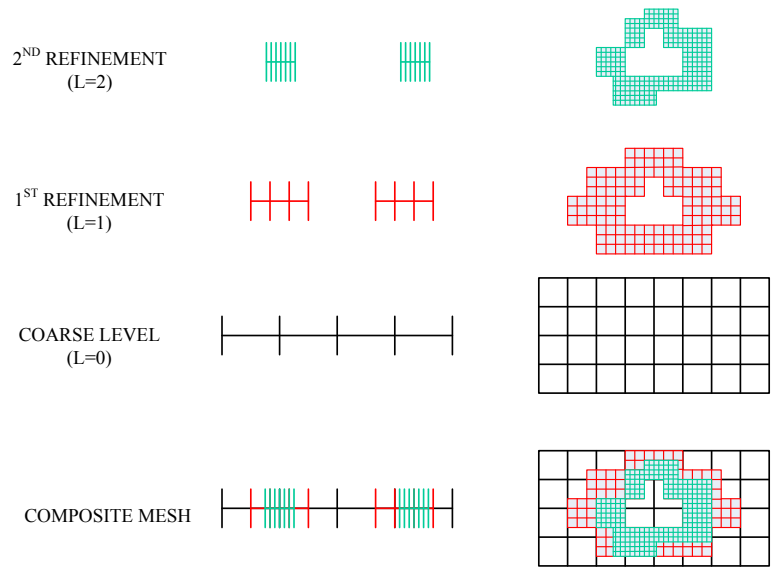 2ND REFINEMENT
(L=2)
1ST REFINEMENT
(L=1)
COARSE LEVEL
(L=0)
COMPOSITE MESH